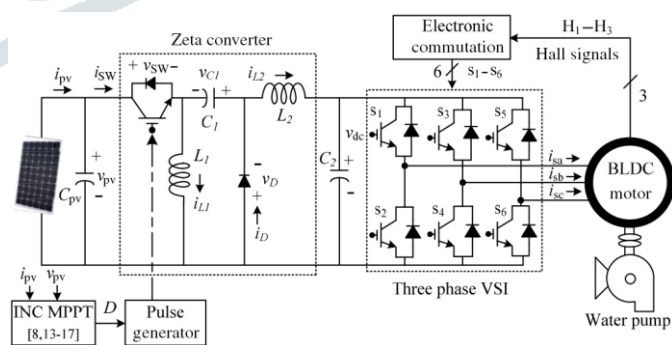 Zeta converter
Electronic
commutation
H1-H3
Hall signals
6
s1-s6
3
ipv
iSW
+ vSW-
- vC1 +
C1
iL2
L2
s1
s3
s5
vdc
L1
iL1
-
vD
+
iD
C2
+
-
+
vpv
-
Cpv
isa
isb
isc
BLDC
motor
s2
s4
s6
ipv
vpv
INC MPPT
[8,13-17]
D
Pulse
generator
Three phase VSI
Water pump